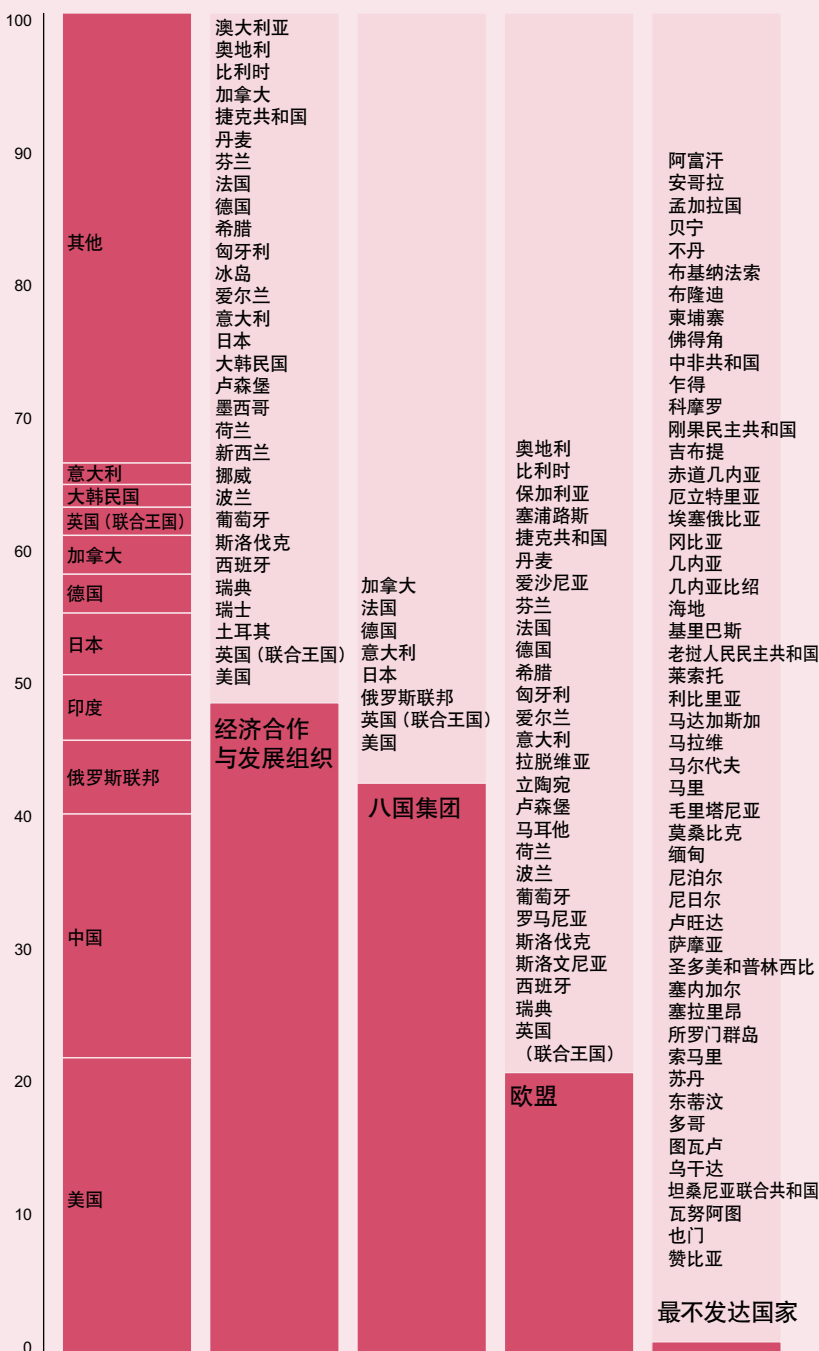 100
90
80
70
60
50
40
30
20
10
0
其他
意大利
大韩民国
英国（联合王国）
加拿大
德国
日本
印度
俄罗斯联邦
中国
美国
澳大利亚
奥地利
比利时
加拿大
捷克共和国
丹麦
芬兰
法国
德国
希腊
匈牙利
冰岛
爱尔兰
意大利
日本
大韩民国
卢森堡
墨西哥
荷兰
新西兰
挪威
波兰
葡萄牙
斯洛伐克
西班牙
瑞典
瑞士
土耳其
英国（联合王国）
美国
经济合作
与发展组织
加拿大
法国
德国
意大利
日本
俄罗斯联邦
英国（联合王国）
美国
八国集团
奥地利
比利时
保加利亚
塞浦路斯
捷克共和国
丹麦
爱沙尼亚
芬兰
法国
德国
希腊
匈牙利
爱尔兰
意大利
拉脱维亚
立陶宛
卢森堡
马耳他
荷兰
波兰
葡萄牙
罗马尼亚
斯洛伐克
斯洛文尼亚
西班牙
瑞典
英国
（联合王国）
欧盟
阿富汗
安哥拉
孟加拉国
贝宁
不丹
布基纳法索
布隆迪
柬埔寨
佛得角
中非共和国
乍得
科摩罗
刚果民主共和国
吉布提
赤道几内亚
厄立特里亚
埃塞俄比亚
冈比亚
几内亚
几内亚比绍
海地
基里巴斯
老挝人民民主共和国
莱索托
利比里亚
马达加斯加
马拉维
马尔代夫
马里
毛里塔尼亚
莫桑比克
缅甸
尼泊尔
尼日尔
卢旺达
萨摩亚
圣多美和普林西比
塞内加尔
塞拉里昂
所罗门群岛
索马里
苏丹
东蒂汶
多哥
图瓦卢
乌干达
坦桑尼亚联合共和国
瓦努阿图
也门
赞比亚
最不发达国家